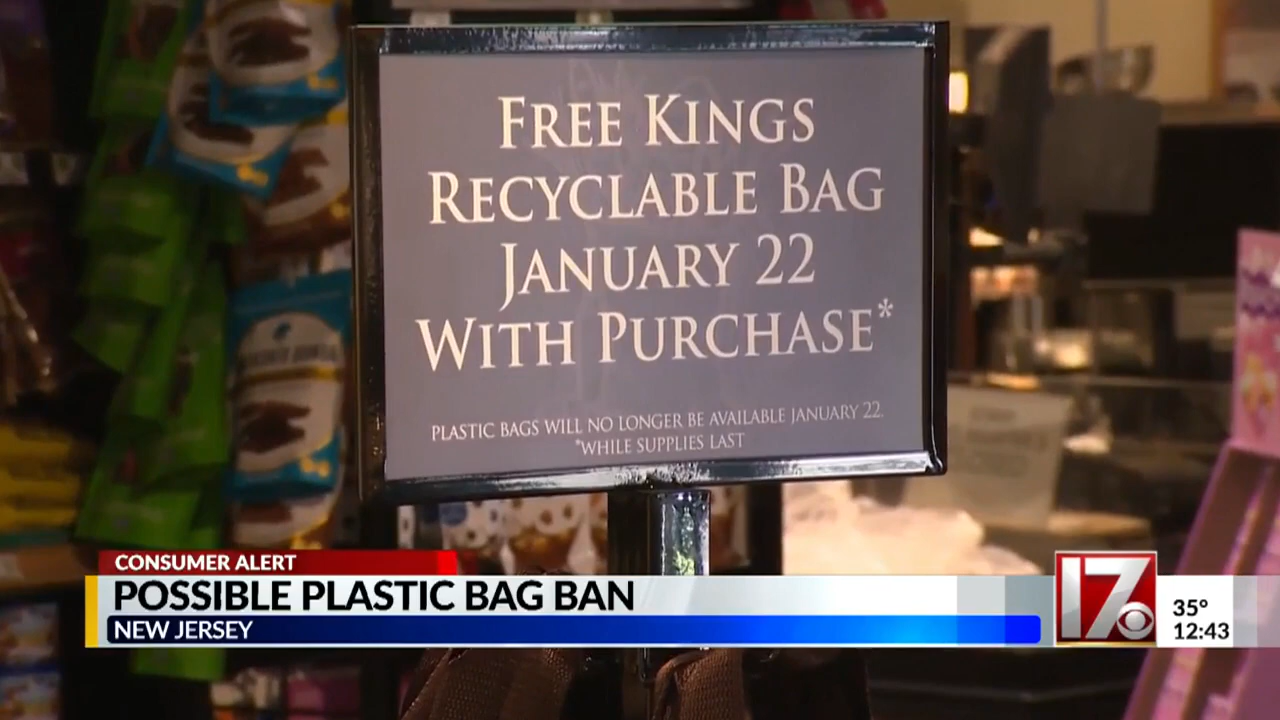 FREE KINGS
RECYCLABLE BAG
JANUARY 22
WITH PURCHASE*
PLASTIC BAGS WILL NO LONGER BE AVAILABLE JANUARY 22.
*WHILE SUPPLIES LAST
CONSUMER ALERT
POSSIBLE PLASTIC BAG BAN
NEW JERSEY
17
35°
12:43